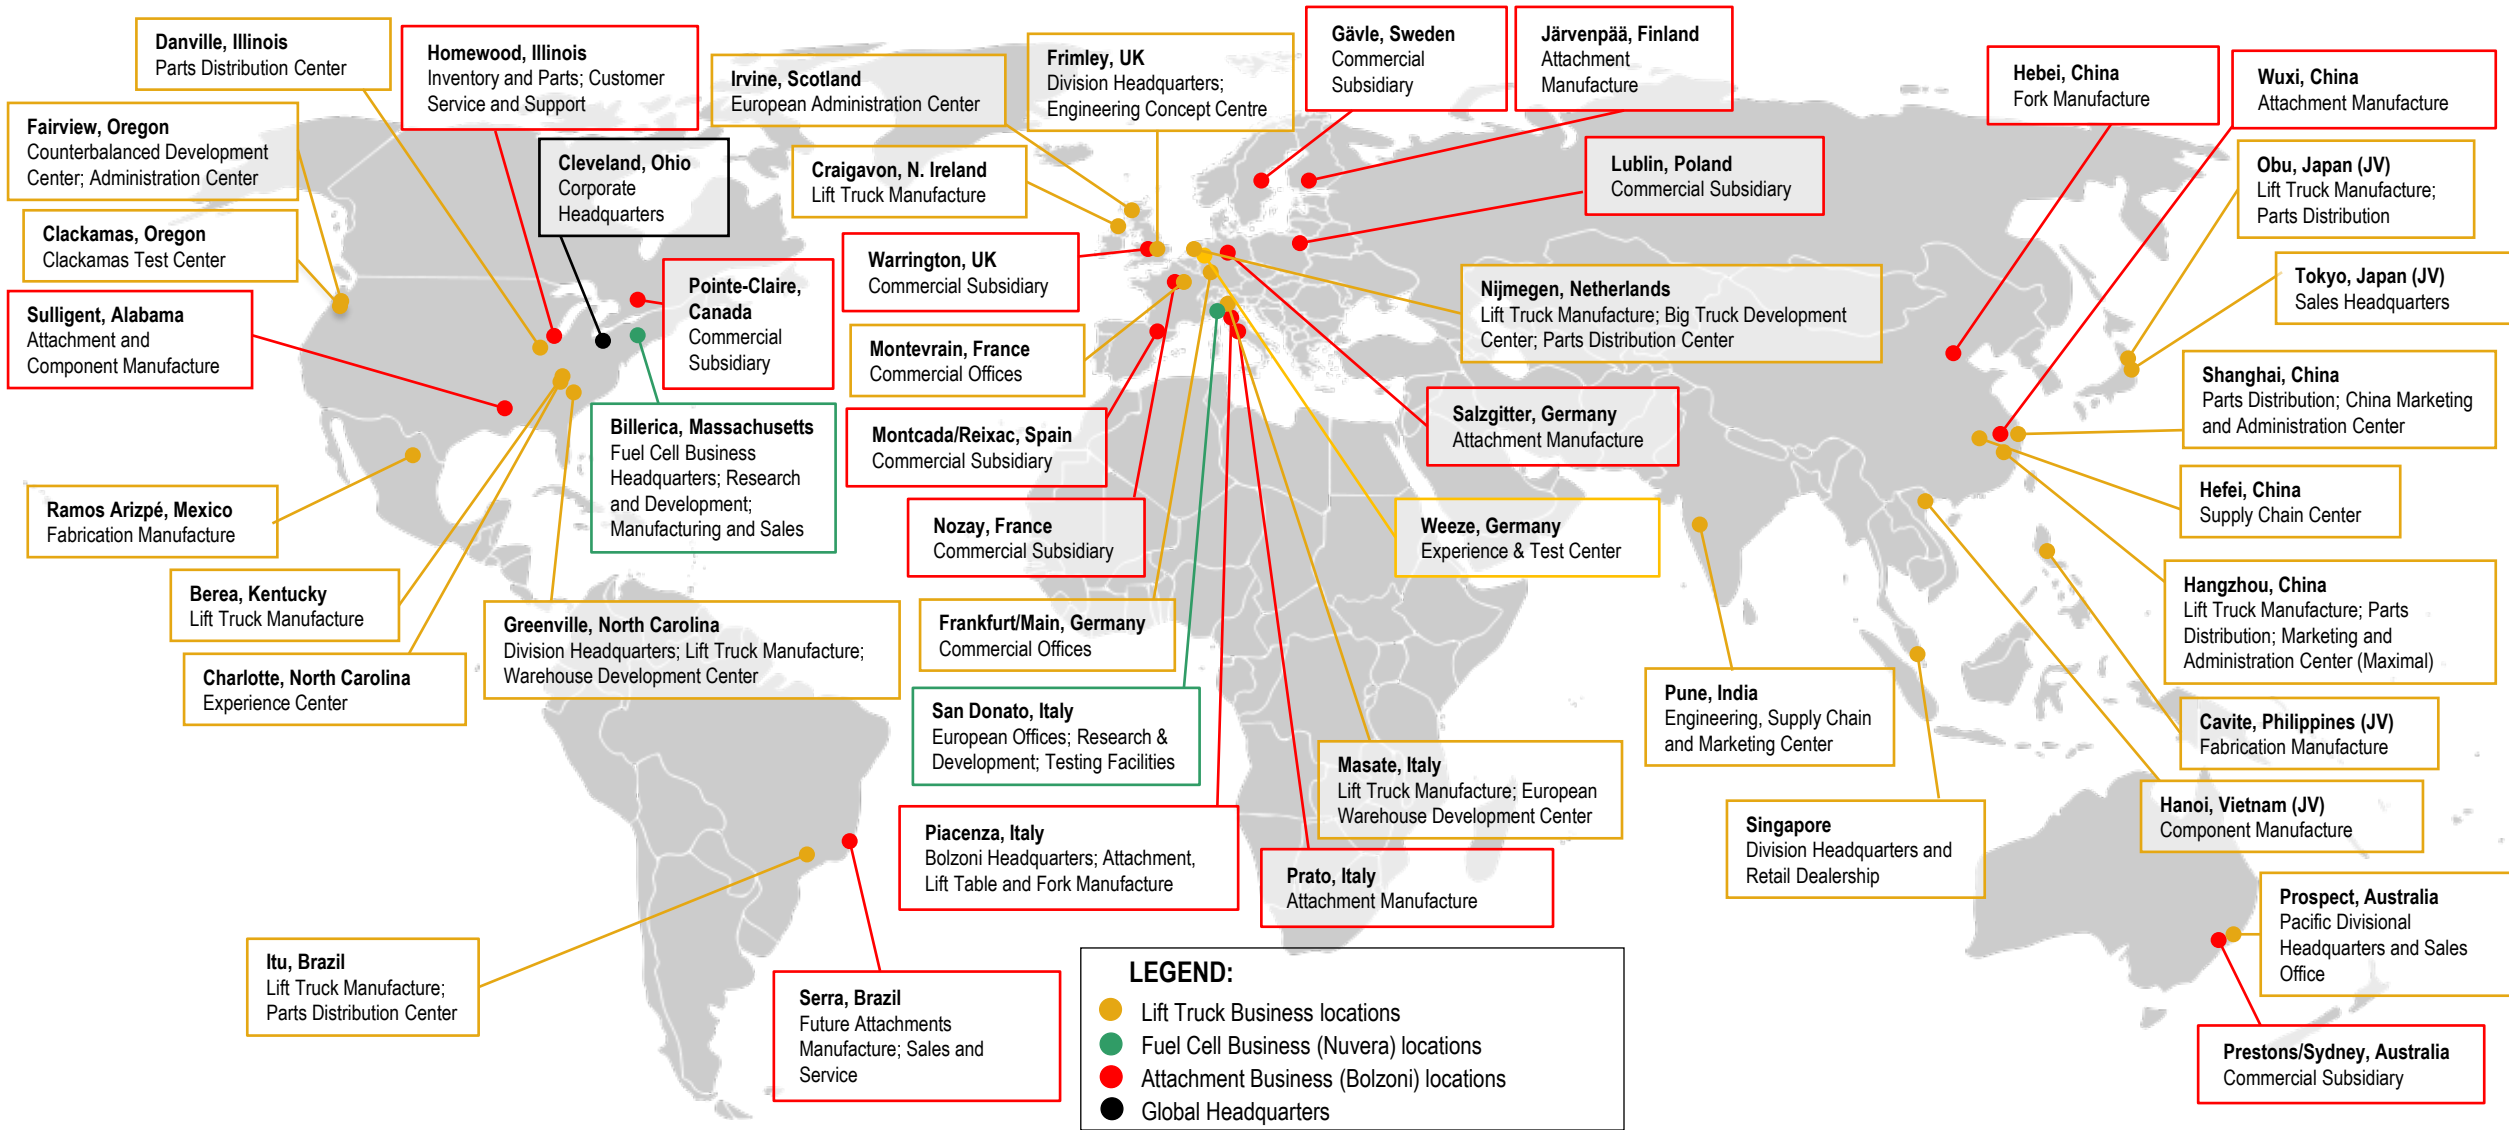 Danville, Illinois
Parts Distribution Center
Homewood, Illinois
Inventory and Parts; Customer
Service and Support
Irvine, Scotland
European Administration Center
Frimley, UK
Division Headquarters;
Engineering Concept Centre
Gävle, Sweden
Commercial
Subsidiary
Järvenpää, Finland
Attachment
Manufacture
Hebei, China
Fork Manufacture
Wuxi, China
Attachment Manufacture
Fairview, Oregon
Counterbalanced Development
Center; Administration Center
Cleveland, Ohio
Corporate
Headquarters
Craigavon, N. Ireland
Lift Truck Manufacture
Lublin, Poland
Commercial Subsidiary
Obu, Japan (JV)
Lift Truck Manufacture;
Parts Distribution
Clackamas, Oregon
Clackamas Test Center
Warrington, UK
Commercial Subsidiary
Pointe-Claire,
Canada
Commercial
Subsidiary
Nijmegen, Netherlands
Lift Truck Manufacture; Big Truck Development
Center; Parts Distribution Center
Tokyo, Japan (JV)
Sales Headquarters
Sulligent, Alabama
Attachment and
Component Manufacture
Montevrain, France
Commercial Offices
Shanghai, China
Parts Distribution; China Marketing
and Administration Center
Billerica, Massachusetts
Fuel Cell Business
Headquarters; Research
and Development;
Manufacturing and Sales
Montcada/Reixac, Spain
Commercial Subsidiary
Salzgitter, Germany
Attachment Manufacture
Hefei, China
Supply Chain Center
Ramos Arizpé, Mexico
Fabrication Manufacture
Nozay, France
Commercial Subsidiary
Weeze, Germany
Experience & Test Center
Hangzhou, China
Lift Truck Manufacture; Parts
Distribution; Marketing and
Administration Center (Maximal)
Berea, Kentucky
Lift Truck Manufacture
Greenville, North Carolina
Division Headquarters; Lift Truck Manufacture;
Warehouse Development Center
Frankfurt/Main, Germany
Commercial Offices
Charlotte, North Carolina
Experience Center
San Donato, Italy
European Offices; Research &
Development; Testing Facilities
Pune, India
Engineering, Supply Chain
and Marketing Center
Cavite, Philippines (JV)
Fabrication Manufacture
Masate, Italy
Lift Truck Manufacture; European
Warehouse Development Center
Hanoi, Vietnam (JV)
Component Manufacture
Piacenza, Italy
Bolzoni Headquarters; Attachment,
Lift Table and Fork Manufacture
Singapore
Division Headquarters and
Retail Dealership
Prato, Italy
Attachment Manufacture
Prospect, Australia
Pacific Divisional
Headquarters and Sales
Office
Itu, Brazil
Lift Truck Manufacture;
Parts Distribution Center
Serra, Brazil
Future Attachments
Manufacture; Sales and
Service
Prestons/Sydney, Australia
Commercial Subsidiary
LEGEND:
Lift Truck Business locations
Fuel Cell Business (Nuvera) locations
Attachment Business (Bolzoni) locations
Global Headquarters